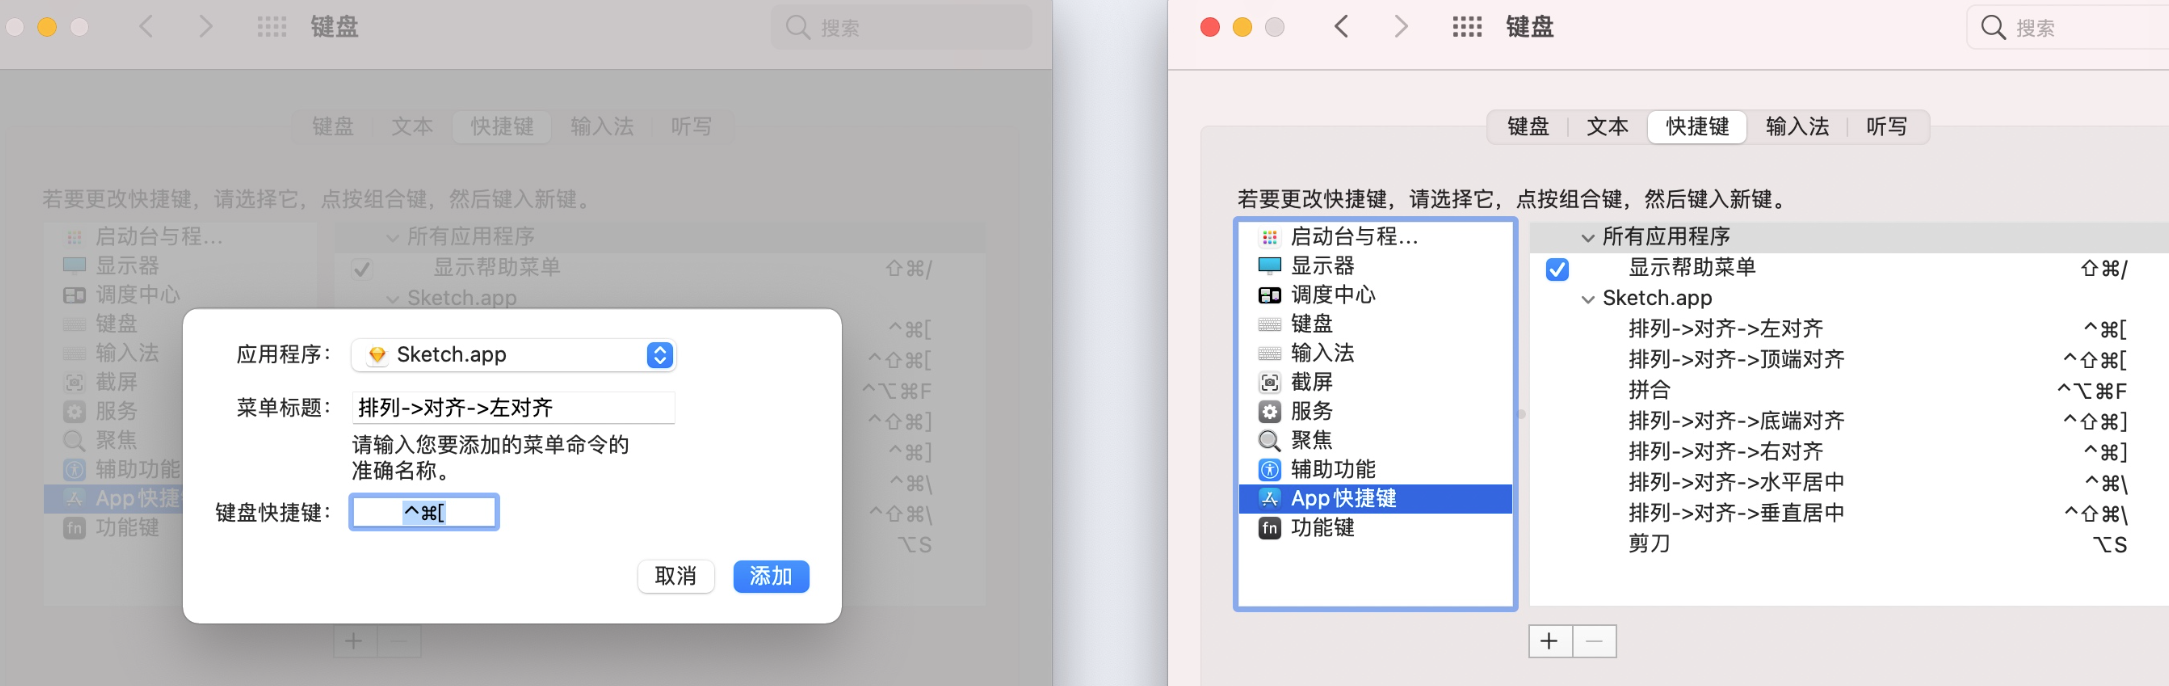 键盘
搜索
键盘
文本
快捷键
输入法
听写
若要更改快捷键，请选择它，点按组合键，然后键入新键。
启动台与程...
显示器
调度中心
键盘
输入法
截屏
服务
聚焦
辅助功能
App快捷
功能键
所有应用程序
显示帮助菜单 ⇧⌘/
Sketch.app
^⌘[
^⇧⌘[
^⌥⌘F
^⇧⌘]
^⌘]
^⌘\
^⇧⌘\
⌥S
应用程序： Sketch.app
菜单标题： 排列->对齐->左对齐
请输入您要添加的菜单命令的
准确名称。
键盘快捷键： ^⌘[
取消 添加
+ −
键盘
搜索
键盘
文本
快捷键
输入法
听写
若要更改快捷键，请选择它，点按组合键，然后键入新键。
启动台与程...
显示器
调度中心
键盘
输入法
截屏
服务
聚焦
辅助功能
App快捷键
fn 功能键
所有应用程序
显示帮助菜单 ⇧⌘/
Sketch.app
排列->对齐->左对齐 ^⌘[
排列->对齐->顶端对齐 ^⇧⌘[
拼合 ^⌥⌘F
排列->对齐->底端对齐 ^⇧⌘]
排列->对齐->右对齐 ^⌘]
排列->对齐->水平居中 ^⌘\
排列->对齐->垂直居中 ^⇧⌘\
剪刀 ⌥S
+ −